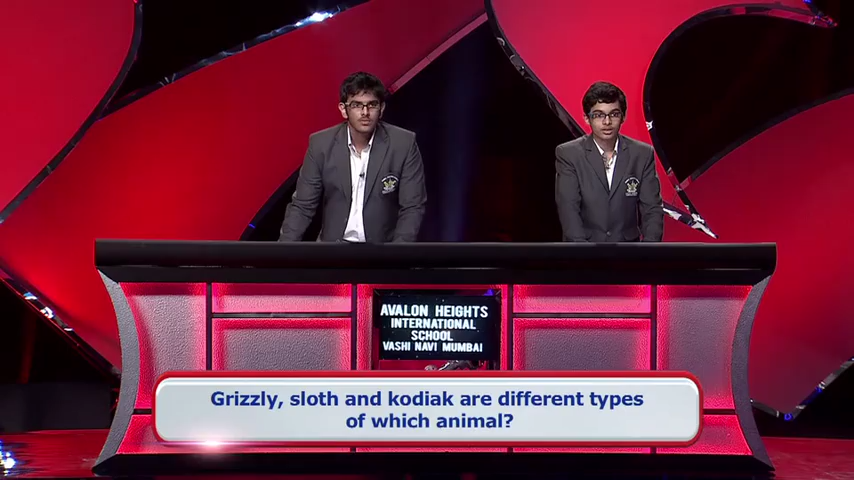 AVALON HEIGHTS
INTERNATIONAL
SCHOOL
VASHI NAVI MUMBAI
Grizzly, sloth and kodiak are different types
of which animal?